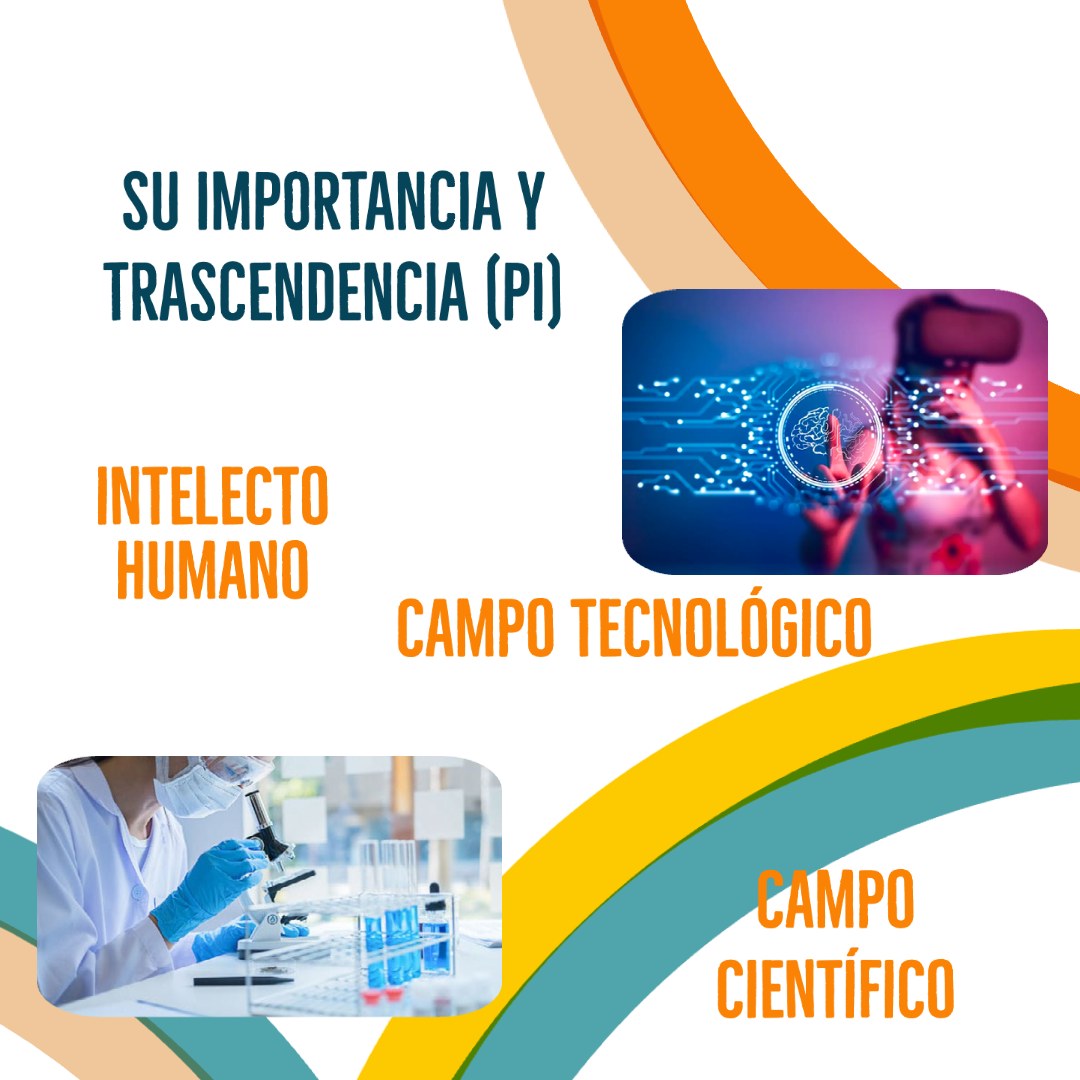 SU IMPORTANCIA Y
TRASCENDENCIA (PI)
INTELECTO
HUMANO
CAMPO TECNOLÓGICO
CAMPO
CIENTÍFICO